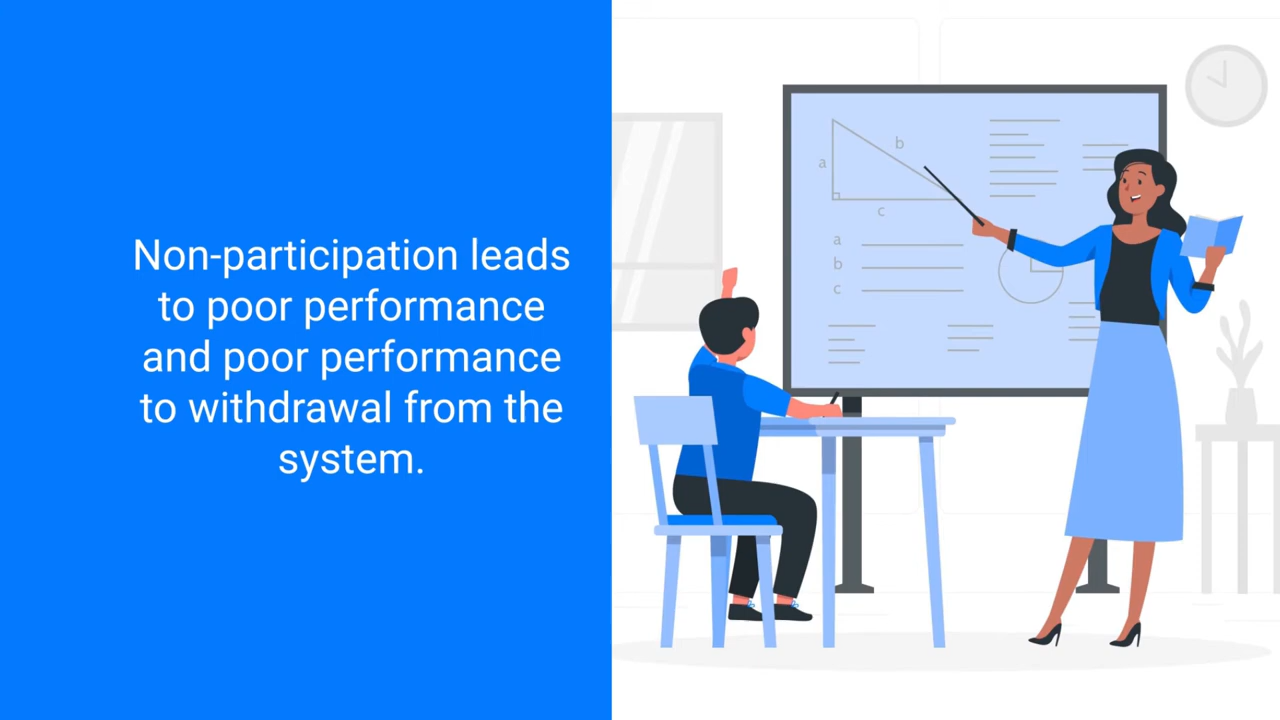 Non-participation leads
to poor performance
and poor performance
to withdrawal from the
system.
b
a
c
a
b
c